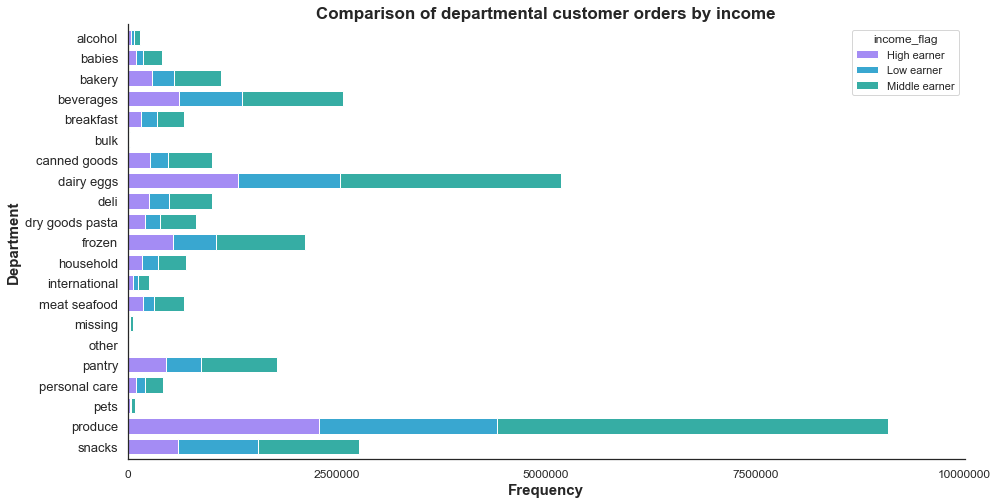 Comparison of departmental customer orders by income
income_flag
High earner
Low earner
Middle earner
Department
alcohol
babies
bakery
beverages
breakfast
bulk
canned goods
dairy eggs
deli
dry goods pasta
frozen
household
international
meat seafood
missing
other
pantry
personal care
pets
produce
snacks
0 2500000 5000000 7500000 10000000
Frequency